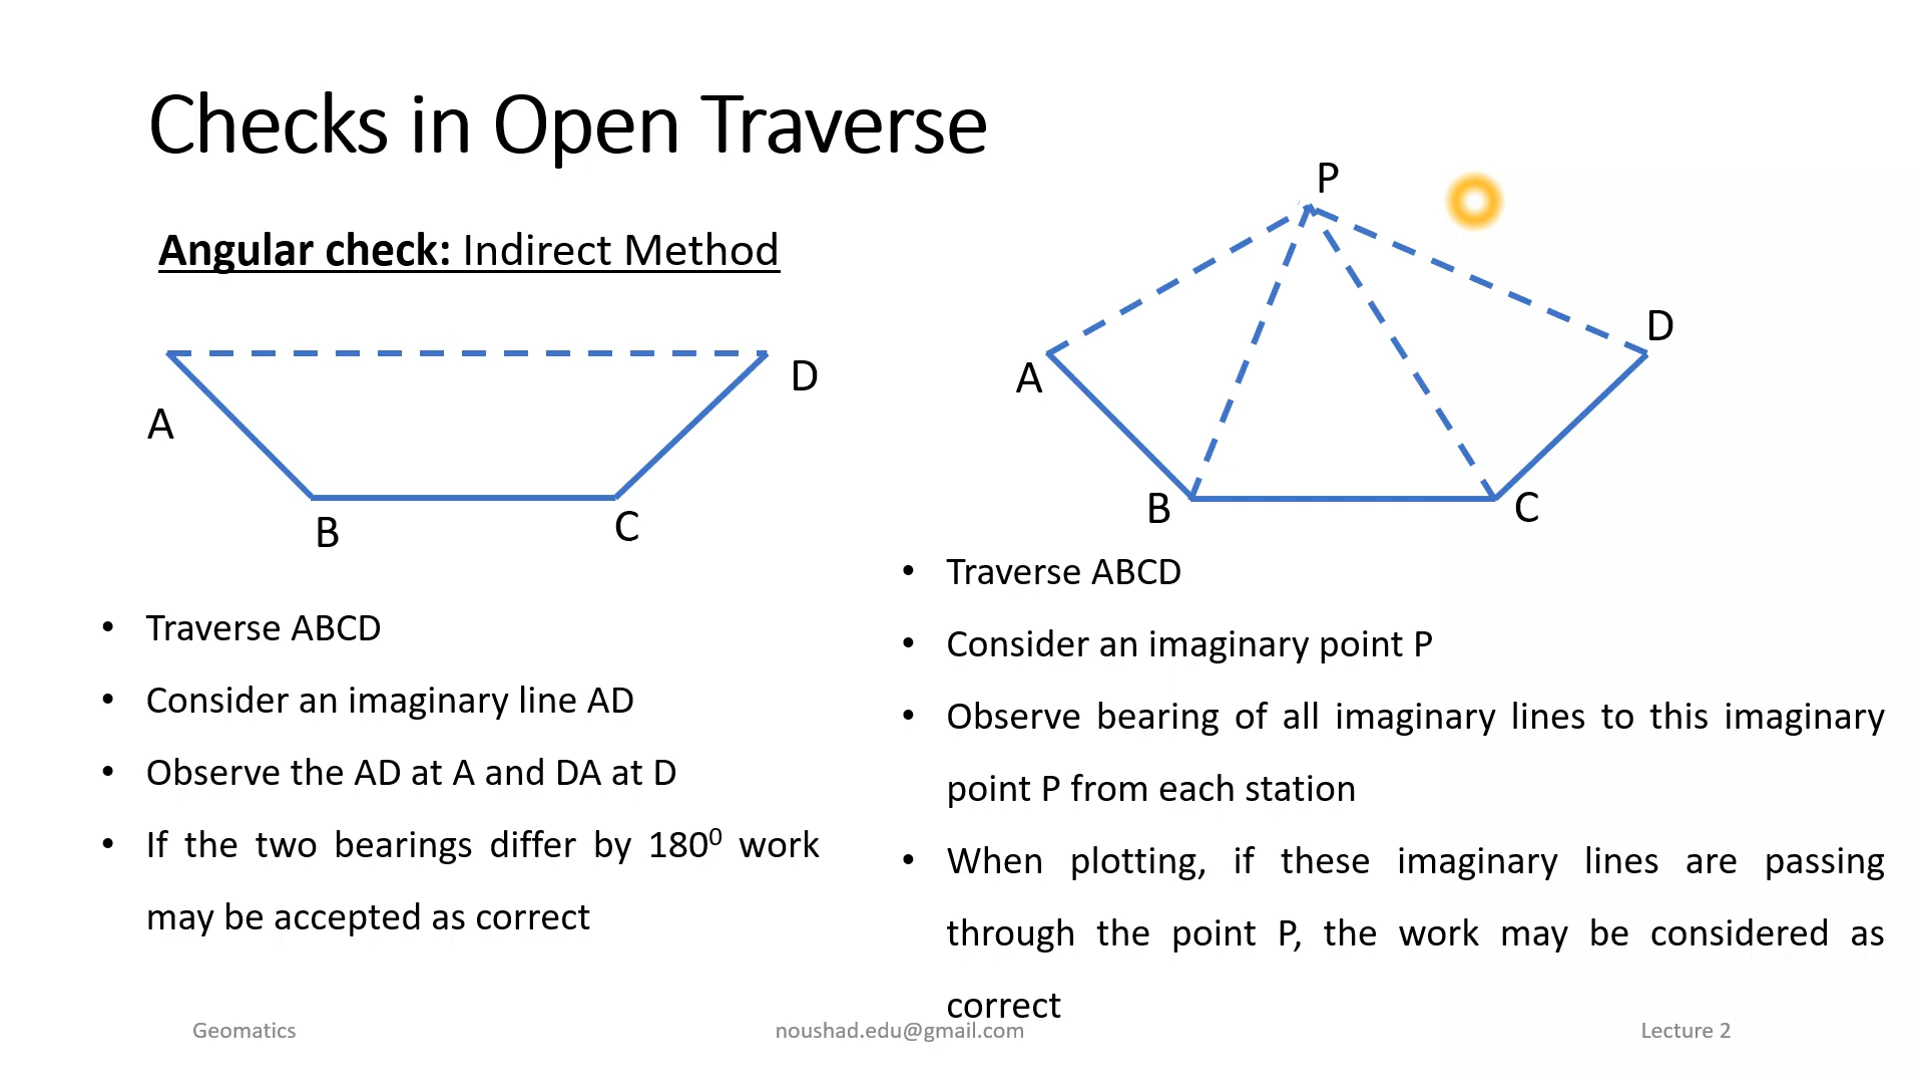 Checks in Open Traverse
Angular check: Indirect Method
A
B
C
D
• Traverse ABCD
• Consider an imaginary line AD
• Observe the AD at A and DA at D
• If the two bearings differ by 180⁰ work
may be accepted as correct
P
A
B
C
D
• Traverse ABCD
• Consider an imaginary point P
• Observe bearing of all imaginary lines to this imaginary
point P from each station
• When plotting, if these imaginary lines are passing
through the point P, the work may be considered as
correct
Geomatics
noushad.edu@gmail.com
Lecture 2